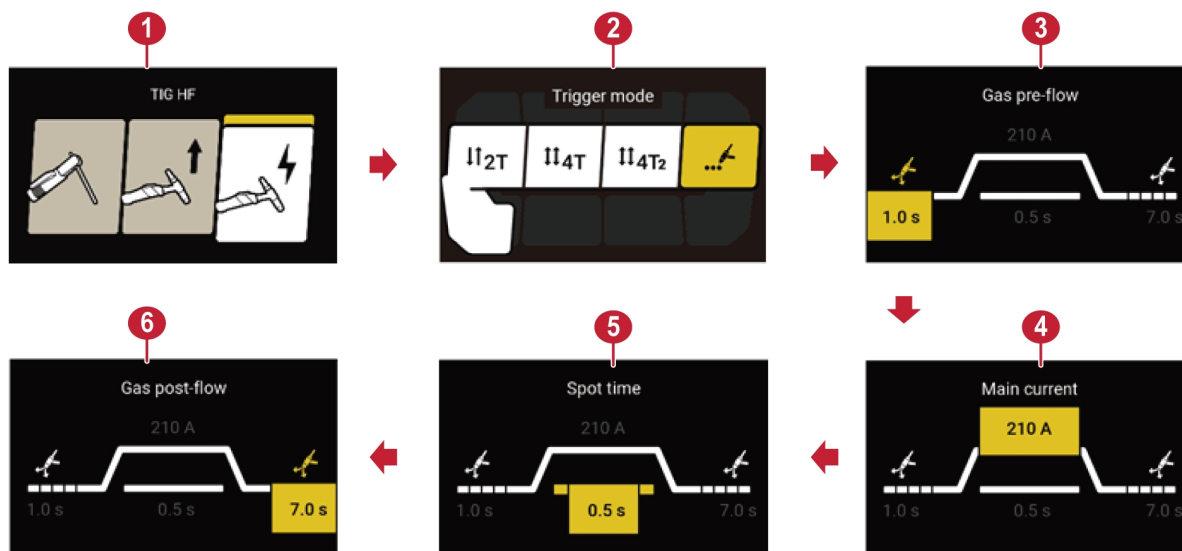 1
TIG HF
2
Trigger mode
2T
4T
4T2
3
Gas pre-flow
210 A
1.0 s
0.5 s
7.0 s
6
Gas post-flow
210 A
1.0 s
0.5 s
7.0 s
5
Spot time
210 A
1.0 s
0.5 s
7.0 s
4
Main current
210 A
1.0 s
0.5 s
7.0 s